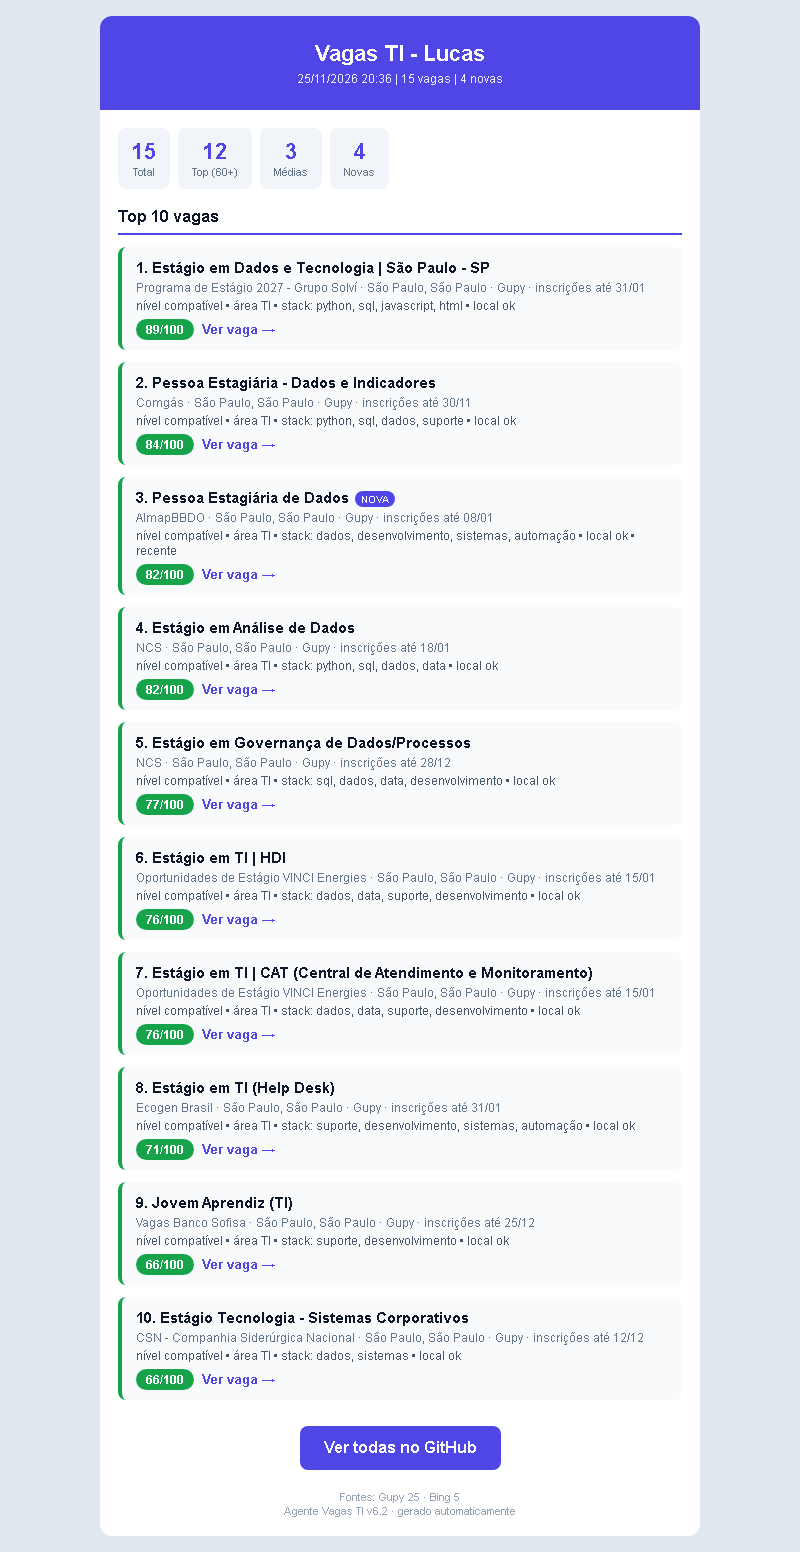 Vagas TI - Lucas
25/11/2026 20:36 | 15 vagas | 4 novas
15
Total
12
Top (60+)
3
Médias
4
Novas
Top 10 vagas
1. Estágio em Dados e Tecnologia | São Paulo - SP
Programa de Estágio 2027 - Grupo Solví · São Paulo, São Paulo · Gupy · inscrições até 31/01
nível compatível • área TI • stack: python, sql, javascript, html • local ok
89/100 Ver vaga →
2. Pessoa Estagiária - Dados e Indicadores
Comgás · São Paulo, São Paulo · Gupy · inscrições até 30/11
nível compatível • área TI • stack: python, sql, dados, suporte • local ok
84/100 Ver vaga →
3. Pessoa Estagiária de Dados NOVA
AlmapBBDO · São Paulo, São Paulo · Gupy · inscrições até 08/01
nível compatível • área TI • stack: dados, desenvolvimento, sistemas, automação • local ok •
recente
82/100 Ver vaga →
4. Estágio em Análise de Dados
NCS · São Paulo, São Paulo · Gupy · inscrições até 18/01
nível compatível • área TI • stack: python, sql, dados, data • local ok
82/100 Ver vaga →
5. Estágio em Governança de Dados/Processos
NCS · São Paulo, São Paulo · Gupy · inscrições até 28/12
nível compatível • área TI • stack: sql, dados, data, desenvolvimento • local ok
77/100 Ver vaga →
6. Estágio em TI | HDI
Oportunidades de Estágio VINCI Energies · São Paulo, São Paulo · Gupy · inscrições até 15/01
nível compatível • área TI • stack: dados, data, suporte, desenvolvimento • local ok
76/100 Ver vaga →
7. Estágio em TI | CAT (Central de Atendimento e Monitoramento)
Oportunidades de Estágio VINCI Energies · São Paulo, São Paulo · Gupy · inscrições até 15/01
nível compatível • área TI • stack: dados, data, suporte, desenvolvimento • local ok
76/100 Ver vaga →
8. Estágio em TI (Help Desk)
Ecogen Brasil · São Paulo, São Paulo · Gupy · inscrições até 31/01
nível compatível • área TI • stack: suporte, desenvolvimento, sistemas, automação • local ok
71/100 Ver vaga →
9. Jovem Aprendiz (TI)
Vagas Banco Sofisa · São Paulo, São Paulo · Gupy · inscrições até 25/12
nível compatível • área TI • stack: suporte, desenvolvimento • local ok
66/100 Ver vaga →
10. Estágio Tecnologia - Sistemas Corporativos
CSN - Companhia Siderúrgica Nacional · São Paulo, São Paulo · Gupy · inscrições até 12/12
nível compatível • área TI • stack: dados, sistemas • local ok
66/100 Ver vaga →
Ver todas no GitHub
Fontes: Gupy 25 · Bing 5
Agente Vagas TI v6.2 · gerado automaticamente